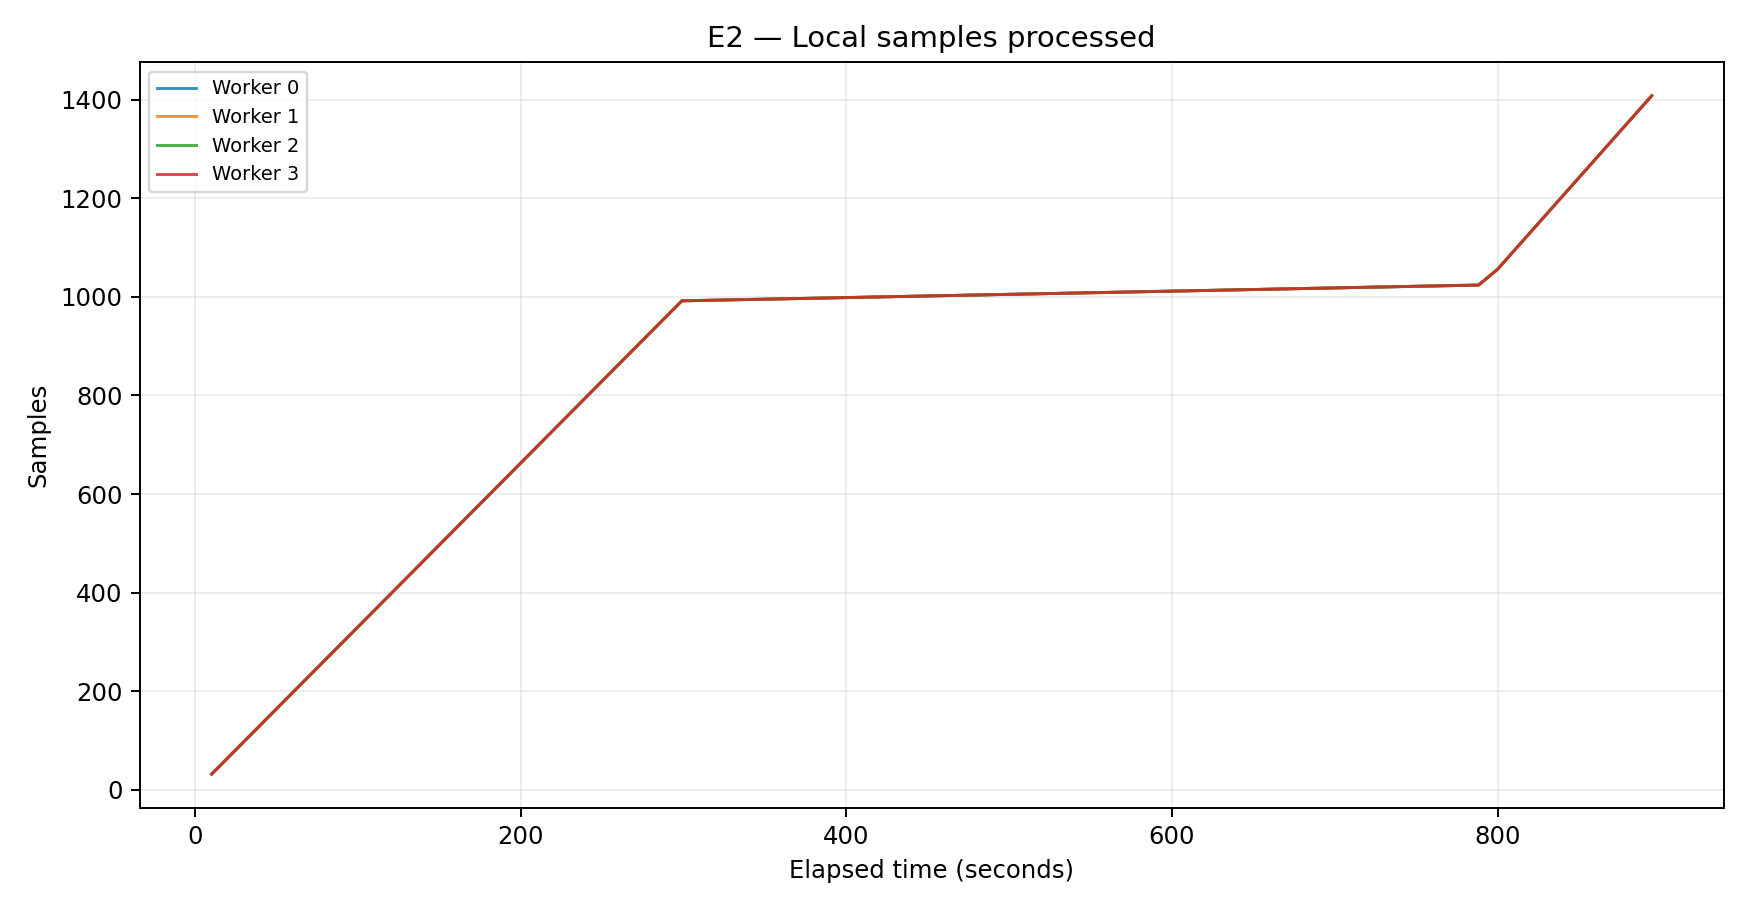 E2 — Local samples processed
Worker 0
Worker 1
Worker 2
Worker 3
1400
1200
1000
800
600
400
200
0
Samples
0 200 400 600 800
Elapsed time (seconds)